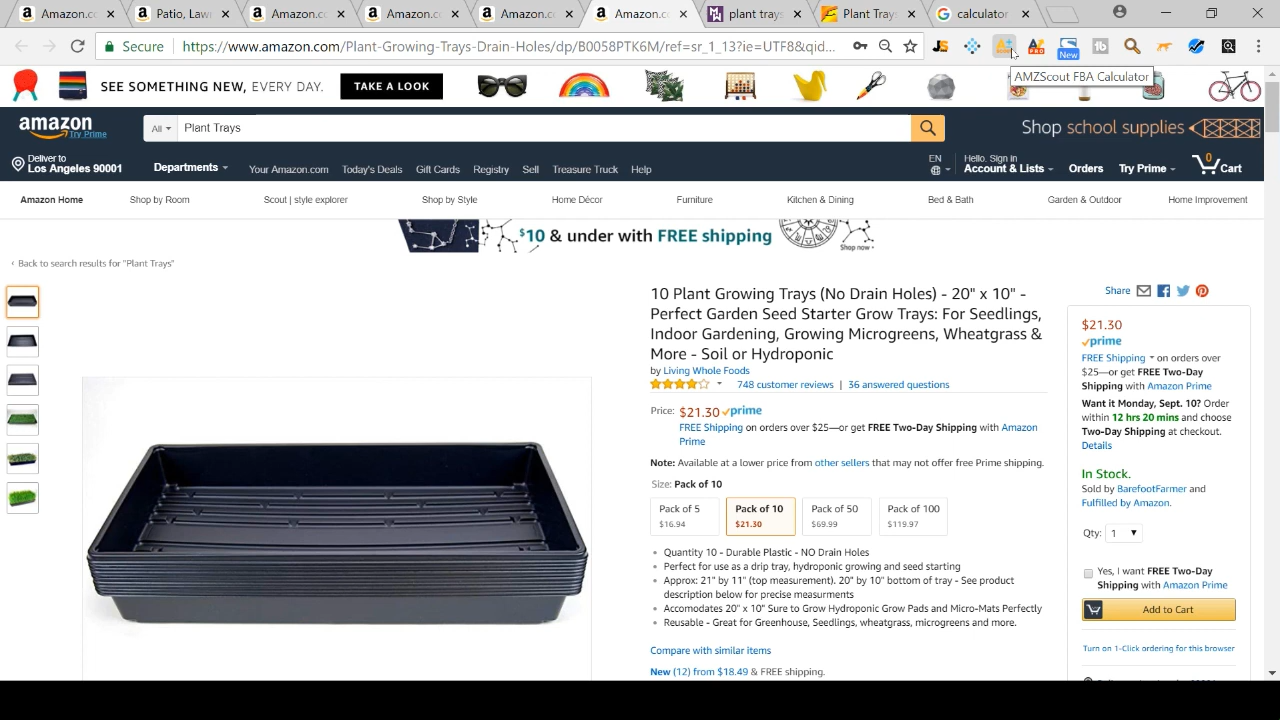 Amazon.co
Patio, Law
Amazon.co
Amazon.co
Amazon.co
Amazon.co
plant trays
Plant Trays
calculator
Secure
https://www.amazon.com/Plant-Growing-Trays-Drain-Holes/dp/B0058PTK6M/ref=sr_1_13?ie=UTF8&qid...
New
AMZScout FBA Calculator
SEE SOMETHING NEW, EVERY DAY.
TAKE A LOOK
amazon
Try Prime
All
Plant Trays
Shop school supplies
Deliver to
Los Angeles 90001
Departments
Your Amazon.com
Today's Deals
Gift Cards
Registry
Sell
Treasure Truck
Help
EN
Hello. Sign in
Account & Lists
Orders
Try Prime
0
Cart
Amazon Home
Shop by Room
Scout | style explorer
Shop by Style
Home Décor
Furniture
Kitchen & Dining
Bed & Bath
Garden & Outdoor
Home Improvement
$10 & under with FREE shipping
Shop now
‹ Back to search results for "Plant Trays"
10 Plant Growing Trays (No Drain Holes) - 20" x 10" -
Perfect Garden Seed Starter Grow Trays: For Seedlings,
Indoor Gardening, Growing Microgreens, Wheatgrass &
More - Soil or Hydroponic
by Living Whole Foods
748 customer reviews | 36 answered questions
Price: $21.30 prime
FREE Shipping on orders over $25—or get FREE Two-Day Shipping with Amazon
Prime
Note: Available at a lower price from other sellers that may not offer free Prime shipping.
Size: Pack of 10
Pack of 5
$16.94
Pack of 10
$21.30
Pack of 50
$69.99
Pack of 100
$119.97
Quantity 10 - Durable Plastic - NO Drain Holes
Perfect for use as a drip tray, hydroponic growing and seed starting
Approx: 21" by 11" (top measurement). 20" by 10" bottom of tray - See product
description below for precise measurments
Accomodates 20" x 10" Sure to Grow Hydroponic Grow Pads and Micro-Mats Perfectly
Reusable - Great for Greenhouse, Seedlings, wheatgrass, microgreens and more.
Compare with similar items
New (12) from $18.49 & FREE shipping.
Share
$21.30
prime
FREE Shipping on orders over
$25—or get FREE Two-Day
Shipping with Amazon Prime
Want it Monday, Sept. 10? Order
within 12 hrs 20 mins and choose
Two-Day Shipping at checkout.
Details
In Stock.
Sold by BarefootFarmer and
Fulfilled by Amazon.
Qty: 1
Yes, I want FREE Two-Day
Shipping with Amazon Prime
Add to Cart
Turn on 1-Click ordering for this browser